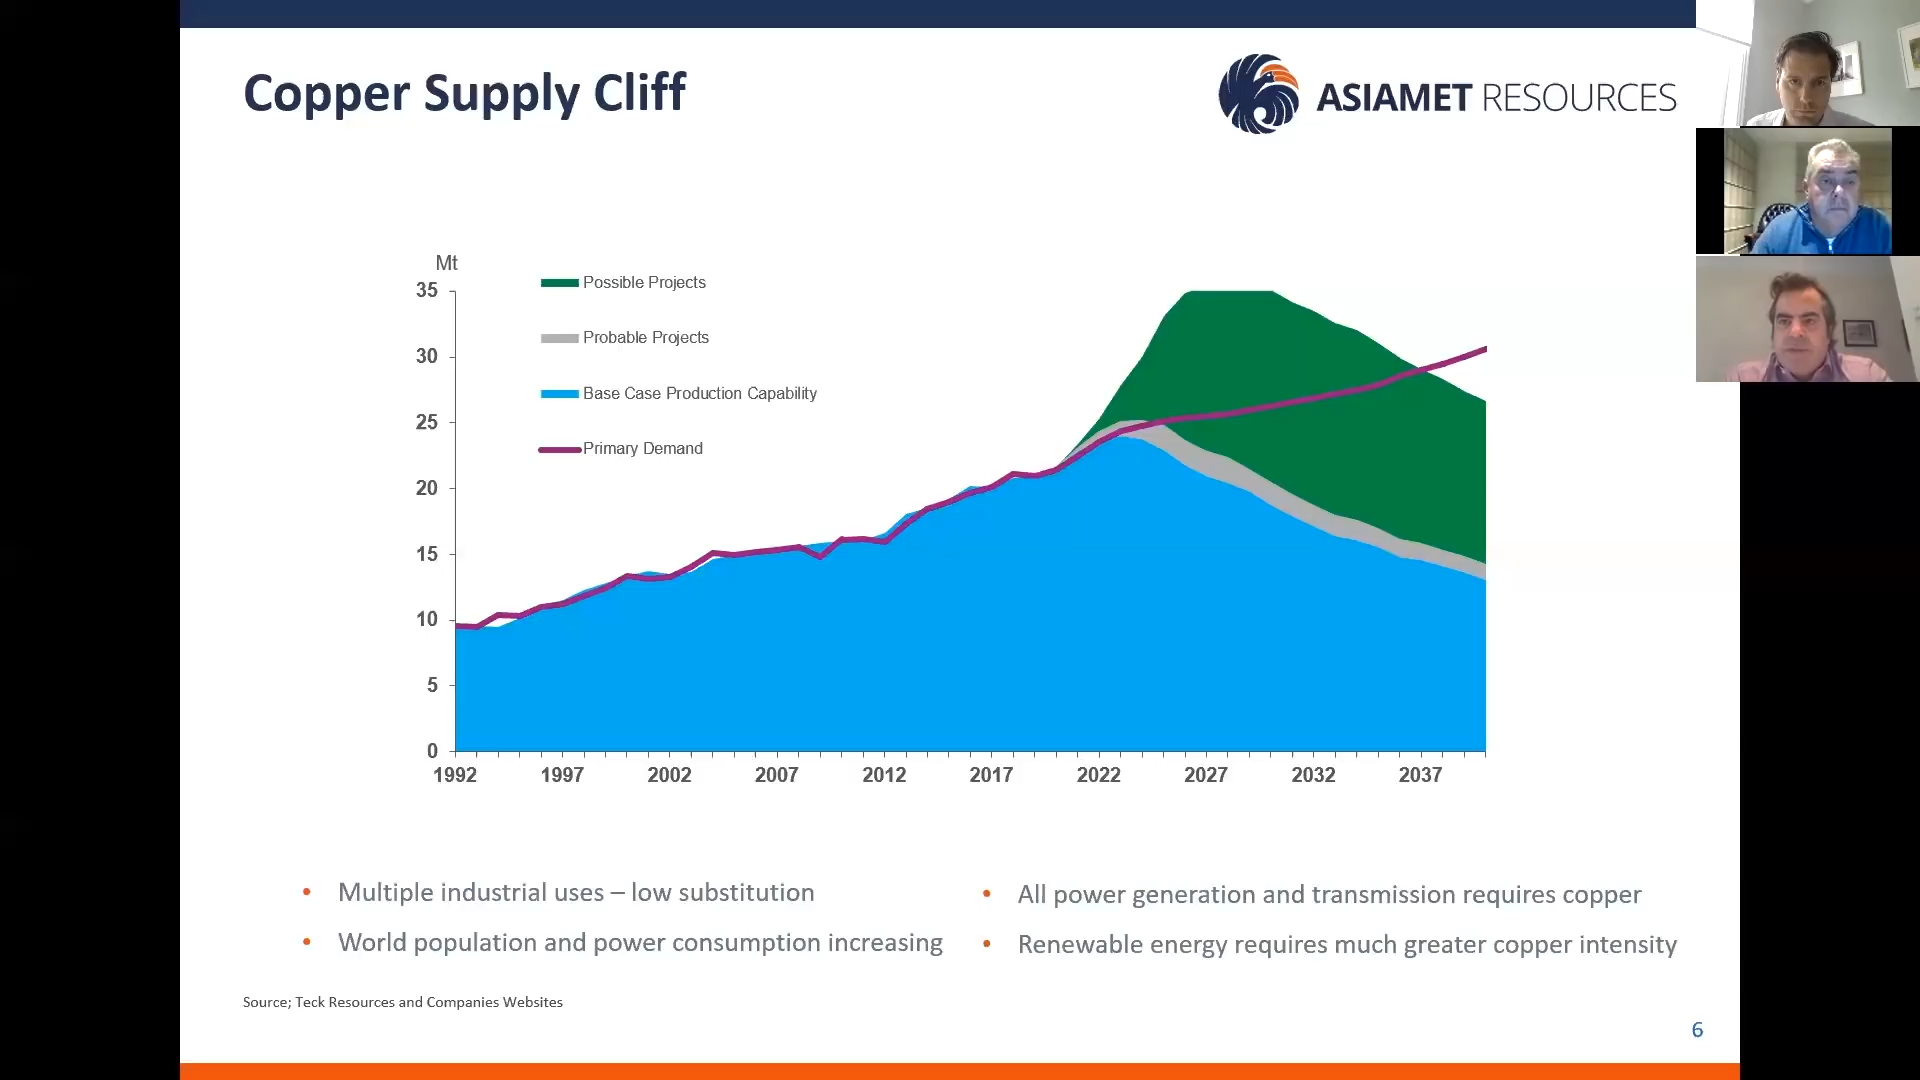 Copper Supply Cliff
ASIAMET RESOURCES
Mt
35
30
25
20
15
10
5
0
Possible Projects
Probable Projects
Base Case Production Capability
Primary Demand
1992 1997 2002 2007 2012 2017 2022 2027 2032 2037
• Multiple industrial uses – low substitution
• World population and power consumption increasing
• All power generation and transmission requires copper
• Renewable energy requires much greater copper intensity
Source; Teck Resources and Companies Websites
6